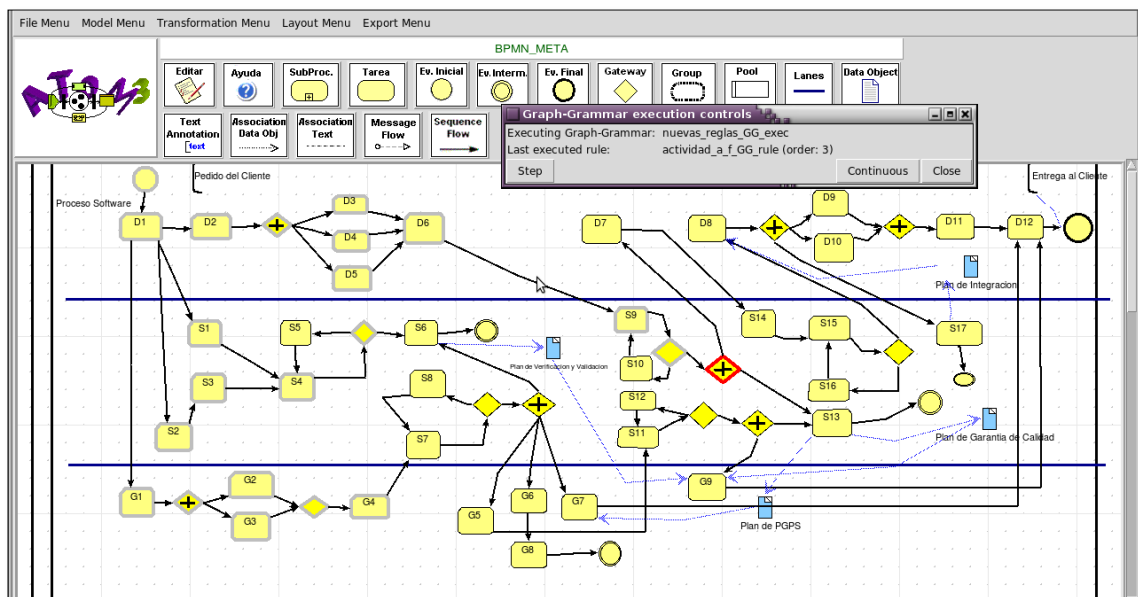 File Menu Model Menu Transformation Menu Layout Menu Export Menu
BPMN_META
AToM3
Editar Ayuda SubProc. Tarea Ev. Inicial Ev. Interm. Ev. Final Gateway Group Pool Lanes Data Object
Text Annotation Association Data Obj Association Text Message Flow Sequence Flow
[text
Graph-Grammar execution controls
Executing Graph-Grammar: nuevas_reglas_GG_exec
Last executed rule: actividad_a_f_GG_rule (order: 3)
Step Continuous Close
Pedido del Cliente Entrega al Cliente
Proceso Software
D1 D2 D3 D4 D5 D6 D7 D8 D9 D10 D11 D12
Plan de Integracion
S1 S5 S6 S9 S14 S15 S17
Plan de Verificacion y Validacion
S3 S4 S8 S10 S16
S2 S7 S12 S11 S13
Plan de Garantia de Calidad
G1 G2 G3 G4 G5 G6 G7 G9
Plan de PGPS
G8